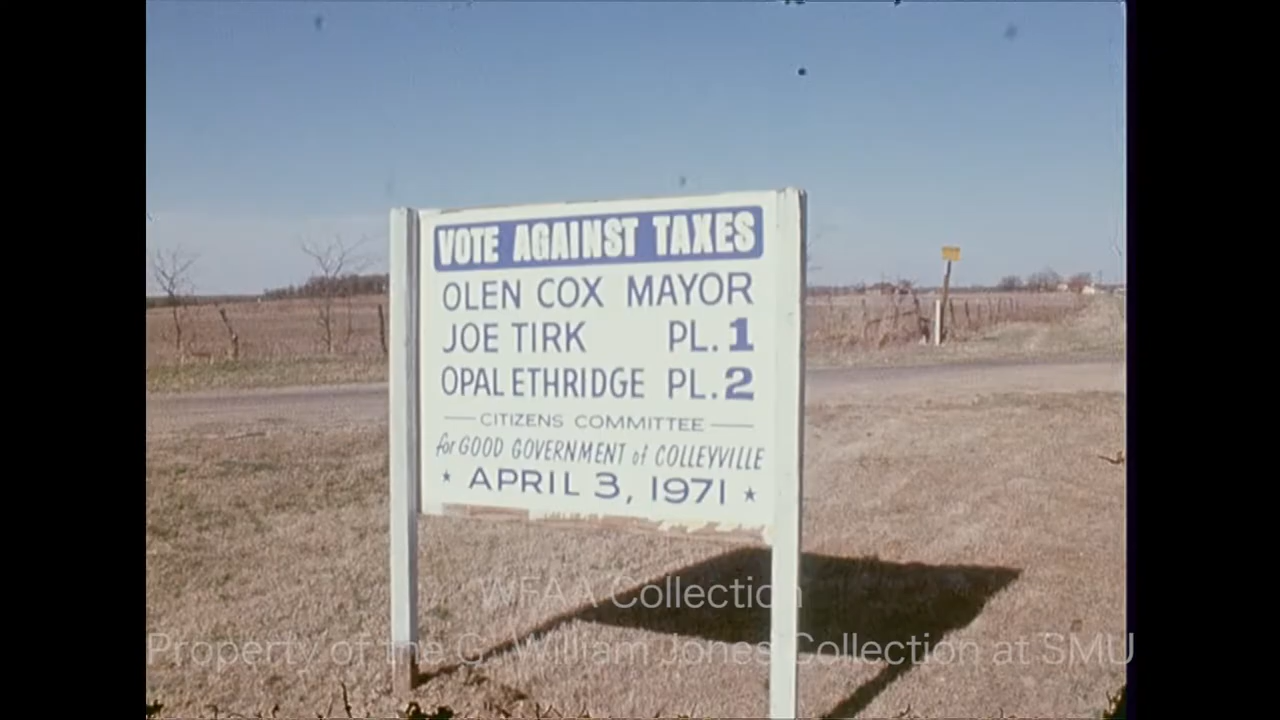 VOTE AGAINST TAXES
OLEN COX MAYOR
JOE TIRK PL. 1
OPAL ETHRIDGE PL. 2
CITIZENS COMMITTEE
for GOOD GOVERNMENT of COLLEYVILLE
★ APRIL 3, 1971 ★
WFAA Collection
Property of the G. William Jones Collection at SMU